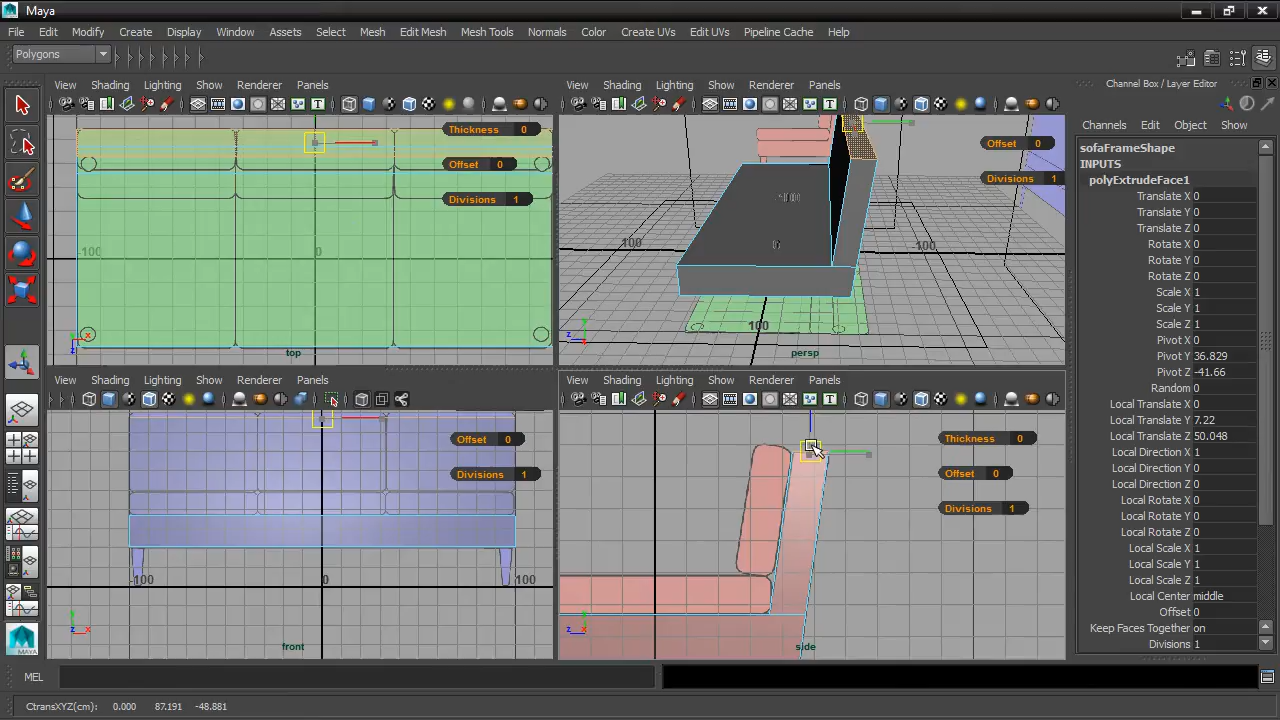 Maya
File Edit Modify Create Display Window Assets Select Mesh Edit Mesh Mesh Tools Normals Color Create UVs Edit UVs Pipeline Cache Help
Polygons
View Shading Lighting Show Renderer Panels
View Shading Lighting Show Renderer Panels
Channel Box / Layer Editor
Channels Edit Object Show
Thickness 0
Offset 0
Divisions 1
-100
0
top
x
z
Offset 0
Divisions 1
100
-100
-100
0
100
y
z
persp
sofaFrameShape
INPUTS
polyExtrudeFace1
Translate X 0
Translate Y 0
Translate Z 0
Rotate X 0
Rotate Y 0
Rotate Z 0
Scale X 1
Scale Y 1
Scale Z 1
Pivot X 0
Pivot Y 36.829
Pivot Z -41.66
Random 0
Local Translate X 0
Local Translate Y 7.22
Local Translate Z 50.048
Local Direction X 1
Local Direction Y 0
Local Direction Z 0
Local Rotate X 0
Local Rotate Y 0
Local Rotate Z 0
Local Scale X 1
Local Scale Y 1
Local Scale Z 1
Local Center middle
Offset 0
Keep Faces Together on
Divisions 1
View Shading Lighting Show Renderer Panels
View Shading Lighting Show Renderer Panels
Offset 0
Divisions 1
-100
0
100
y
z x
front
Thickness 0
Offset 0
Divisions 1
y
z x
side
MAYA
MEL
CtransXYZ(cm): 0.000 87.191 -48.881